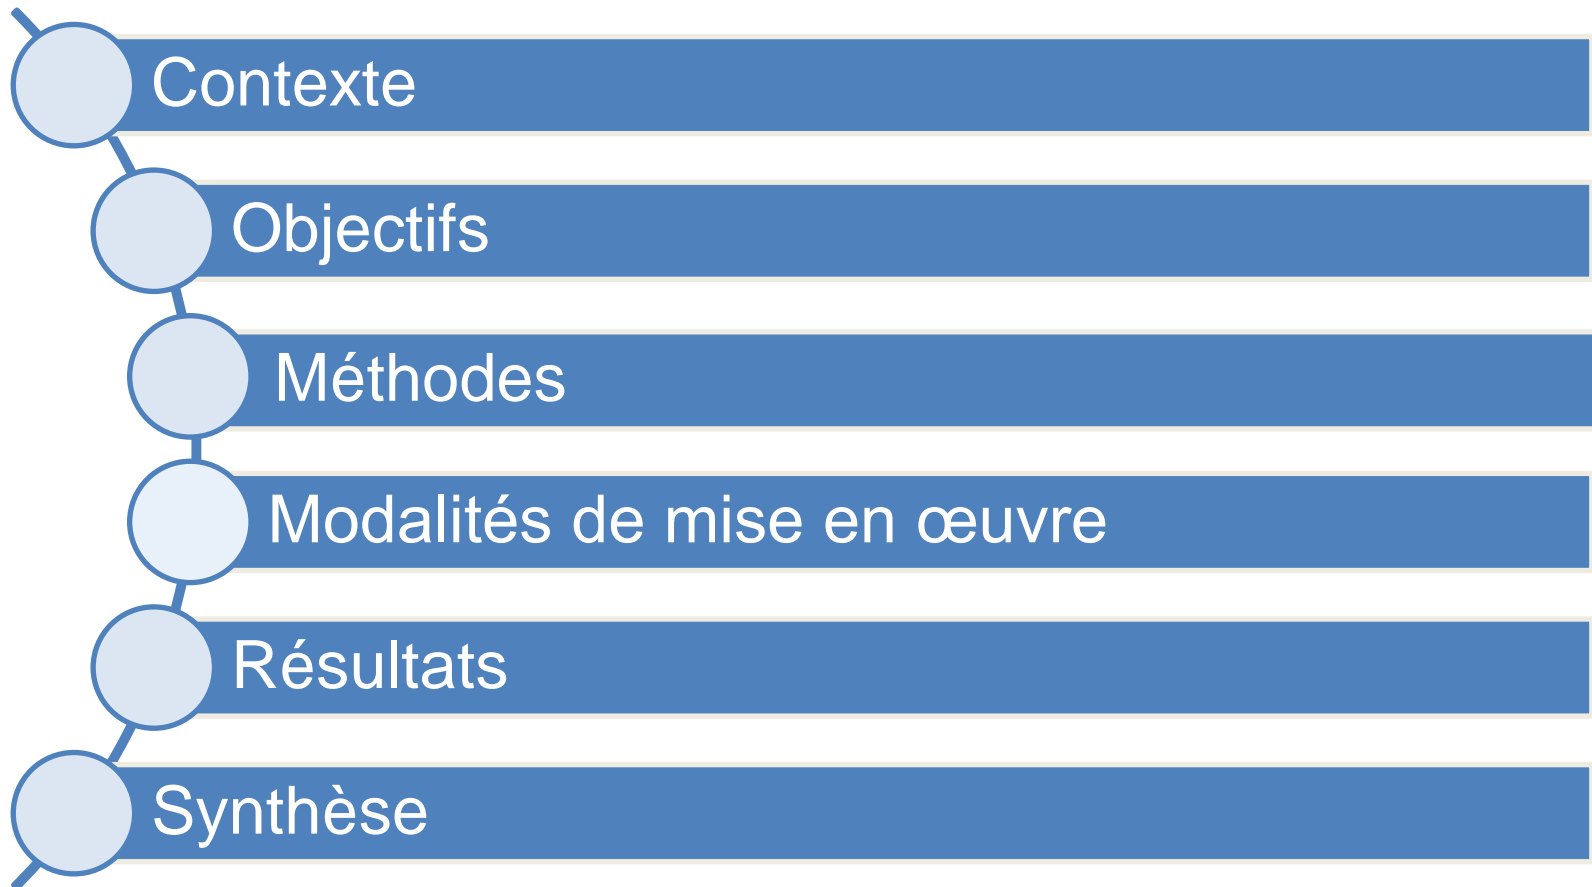 Contexte
Objectifs
Méthodes
Modalités de mise en œuvre
Résultats
Synthèse